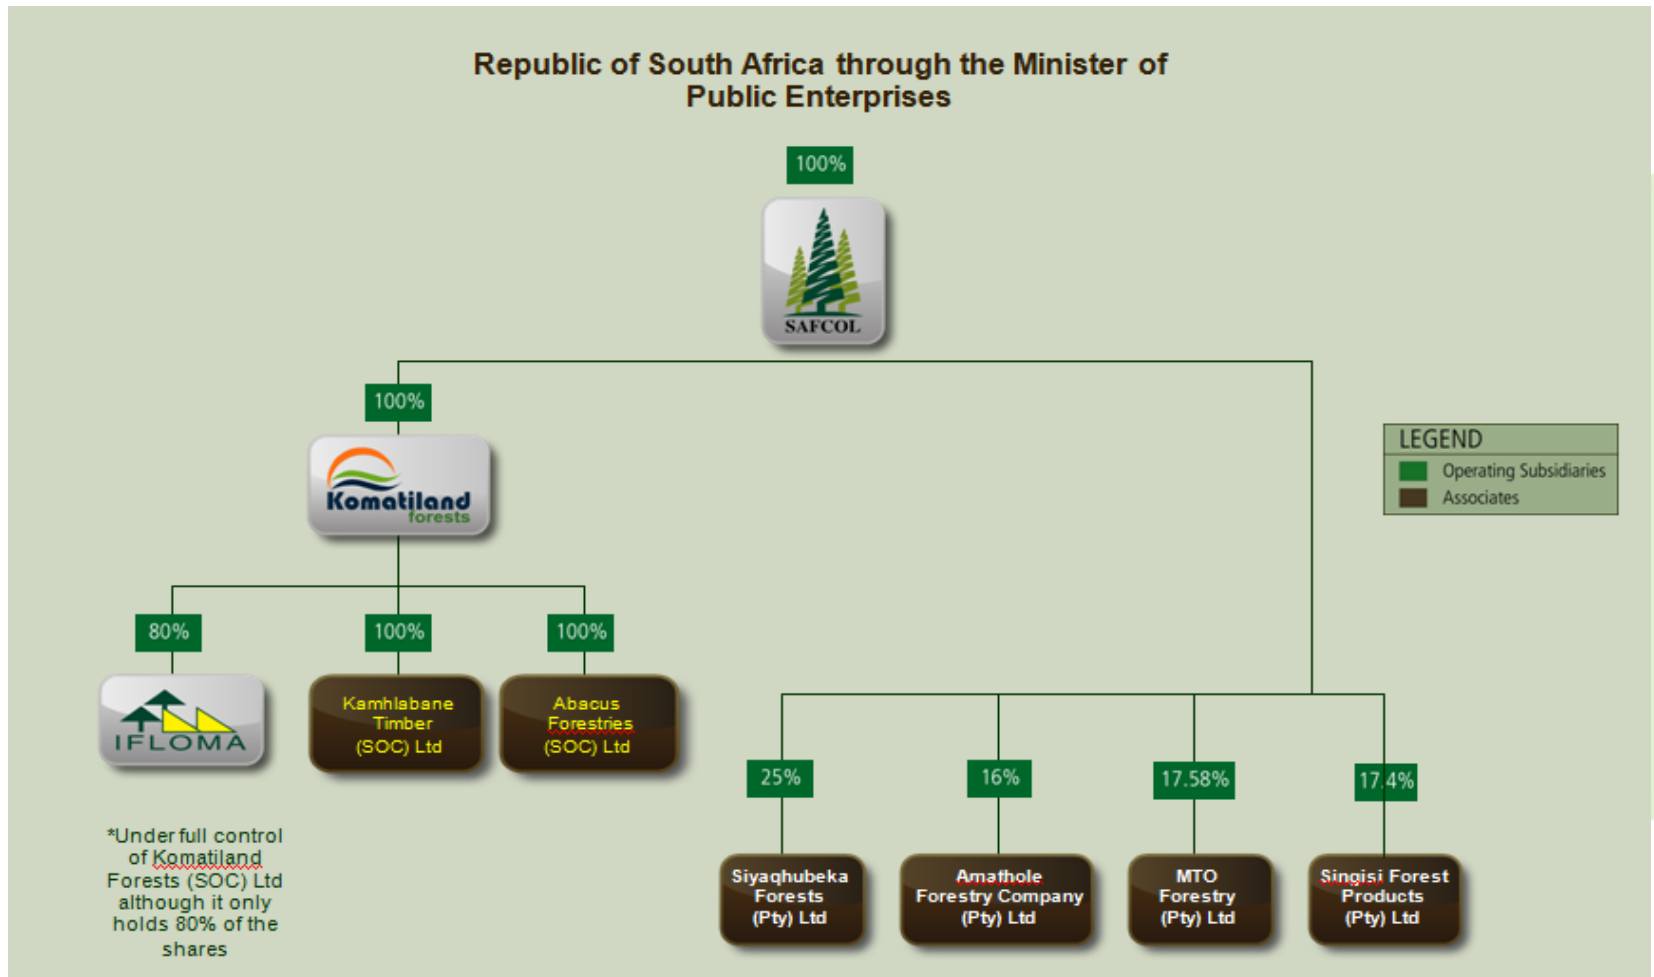 Republic of South Africa through the Minister of
Public Enterprises
100%
SAFCOL
100%
Komatiland
forests
LEGEND
Operating Subsidiaries
Associates
80%
100%
100%
IFLOMA
Kamhlabane
Timber
(SOC) Ltd
Abacus
Forestries
(SOC) Ltd
*Under full control
of Komatiland
Forests (SOC) Ltd
although it only
holds 80% of the
shares
25%
16%
17.58%
17.4%
Siyaqhubeka
Forests
(Pty) Ltd
Amathole
Forestry Company
(Pty) Ltd
MTO
Forestry
(Pty) Ltd
Singisi Forest
Products
(Pty) Ltd